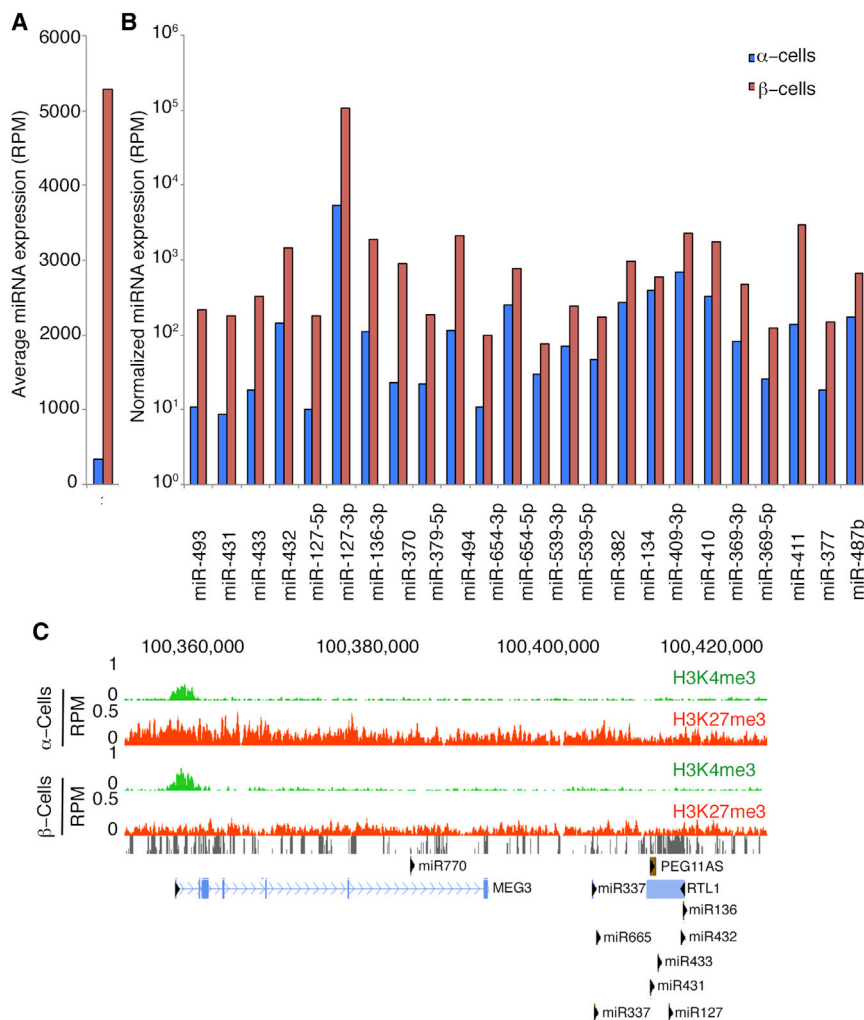 A
B
Average miRNA expression (RPM)
6000
5000
4000
3000
2000
1000
0
Normalized miRNA expression (RPM)
10⁶
10⁵
10⁴
10³
10²
10¹
10⁰
α-cells
β-cells
miR-493
miR-431
miR-433
miR-432
miR-127-5p
miR-127-3p
miR-136-3p
miR-370
miR-379-5p
miR-494
miR-654-3p
miR-654-5p
miR-539-3p
miR-539-5p
miR-382
miR-134
miR-409-3p
miR-410
miR-369-3p
miR-369-5p
miR-411
miR-377
miR-487b
C
100,360,000 100,380,000 100,400,000 100,420,000
α-Cells
RPM
1
0
H3K4me3
0.5
0
H3K27me3
β-Cells
RPM
1
0
H3K4me3
0.5
0
H3K27me3
miR770 PEG11AS
MEG3 miR337 RTL1
miR136
miR665 miR432
miR433
miR431
miR337 miR127